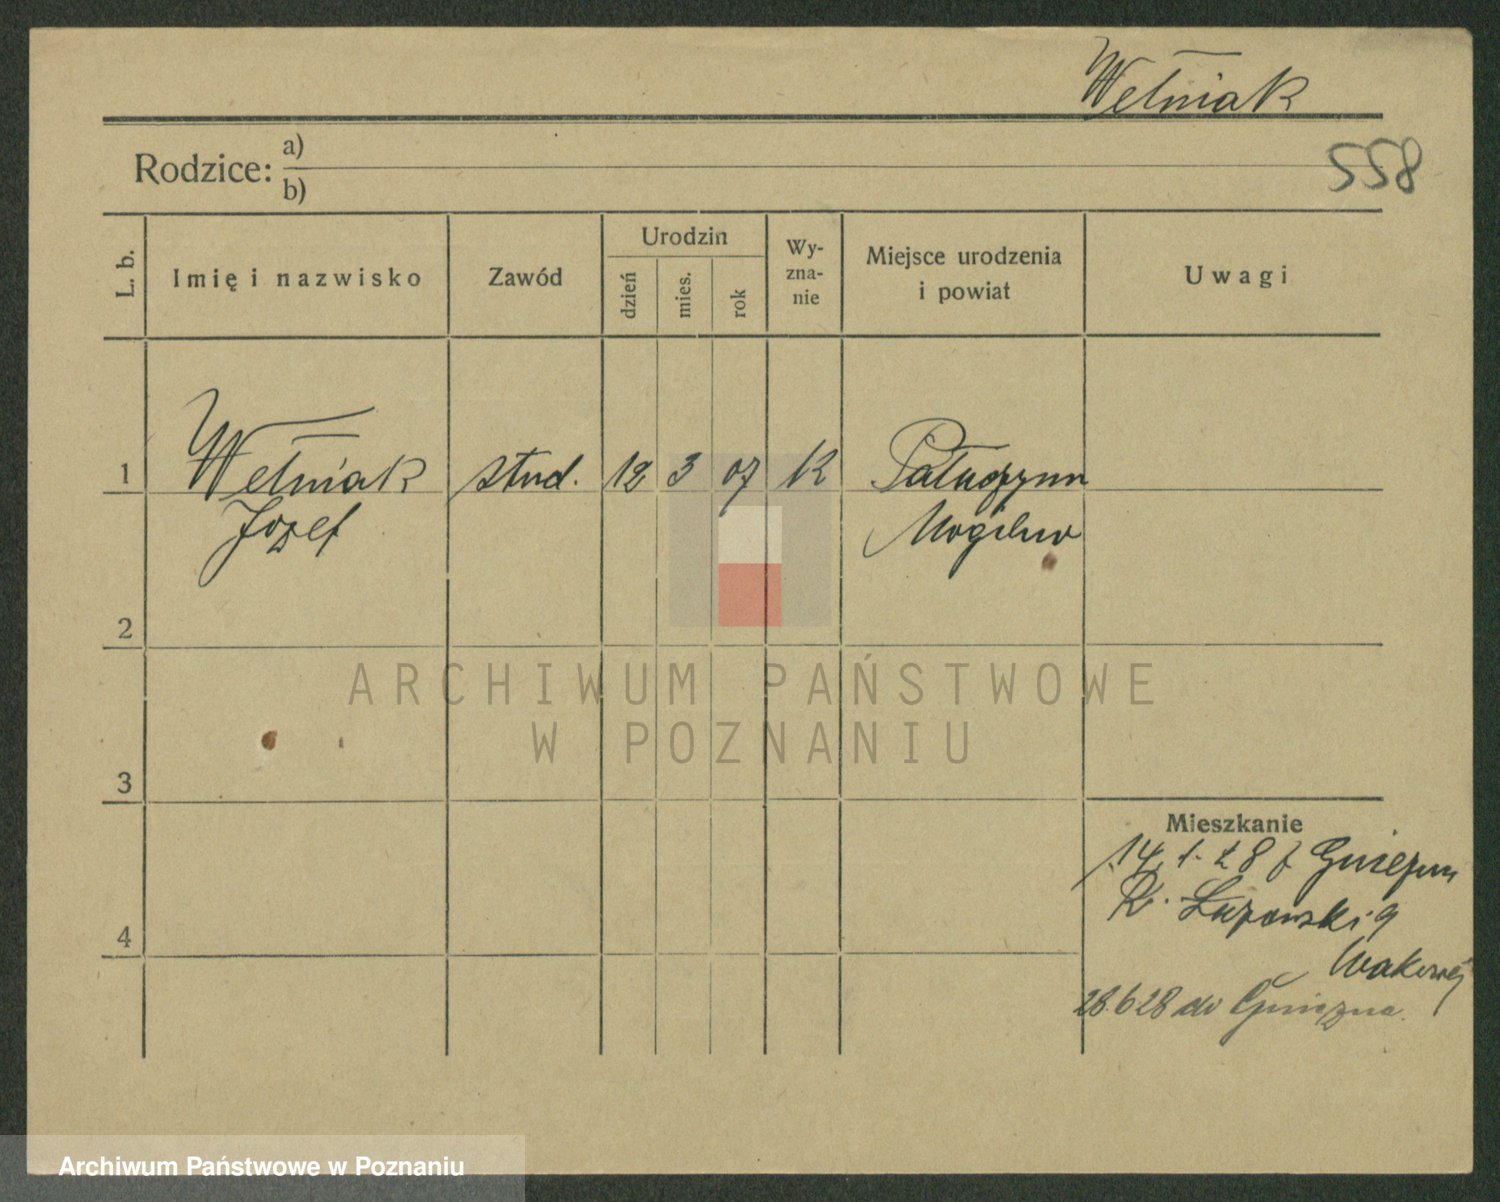 Wełniak
558
Rodzice: a)
b)
L. b.
Imię i nazwisko
Zawód
Urodzin
dzień
mies.
rok
Wy-
zna-
nie
Miejsce urodzenia
i powiat
Uwagi
1
Wełniak stud. 12 3 07 K
Józef
Mogilno
2
ARCHIWUM PAŃSTWOWE
W POZNANIU
3
Mieszkanie
14.1.28 z Gniezna
4
28.6.28 do Gniezna.
Archiwum Państwowe w Poznaniu